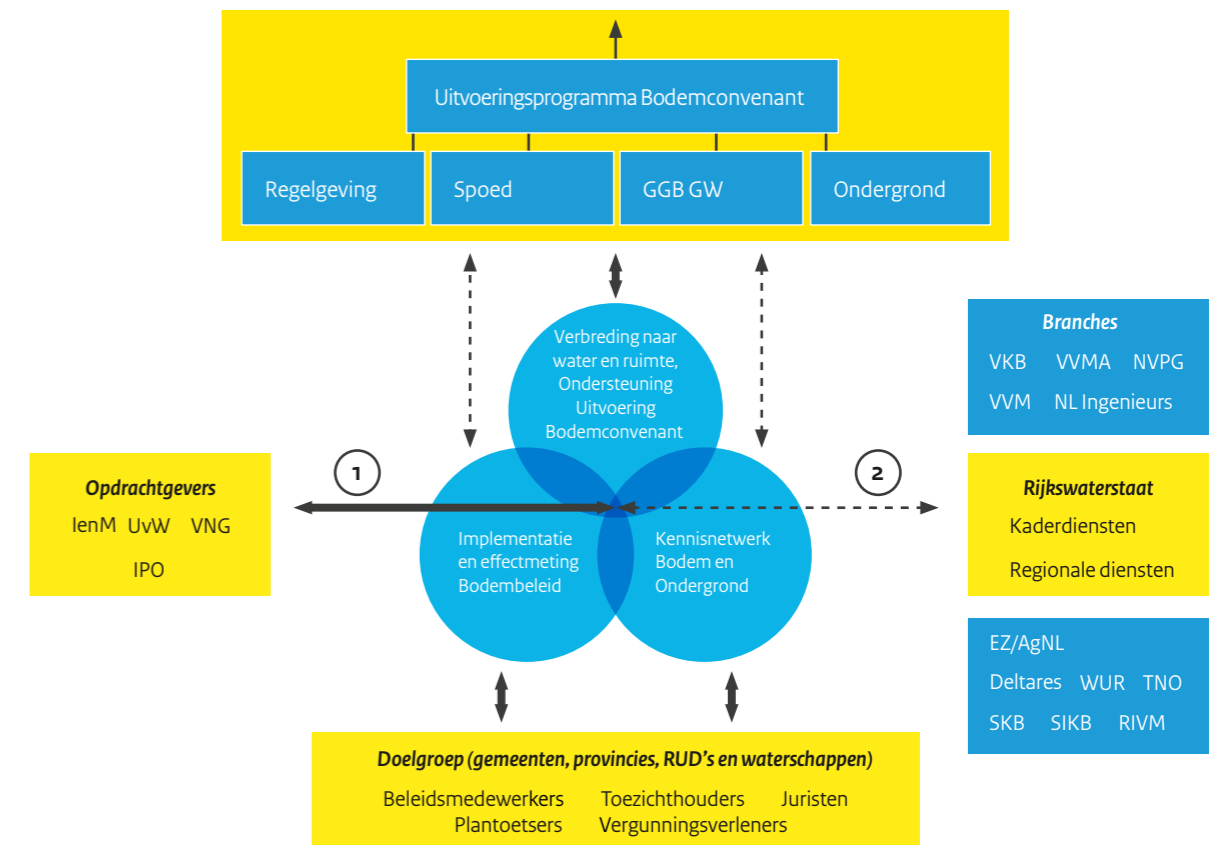 Uitvoeringsprogramma Bodemconvenant
Regelgeving
Spoed
GGB GW
Ondergrond
Verbreding naar
water en ruimte,
Ondersteuning
Uitvoering
Bodemconvenant
Implementatie
en effectmeting
Bodembeleid
Kennisnetwerk
Bodem en
Ondergrond
1
2
Opdrachtgevers
IenM UvW VNG
IPO
Branches
VKB VVMA NVPG
VVM NL Ingenieurs
Rijkswaterstaat
Kaderdiensten
Regionale diensten
EZ/AgNL
Deltares WUR TNO
SKB SIKB RIVM
Doelgroep (gemeenten, provincies, RUD's en waterschappen)
Beleidsmedewerkers Toezichthouders Juristen
Plantoetsers Vergunningsverleners